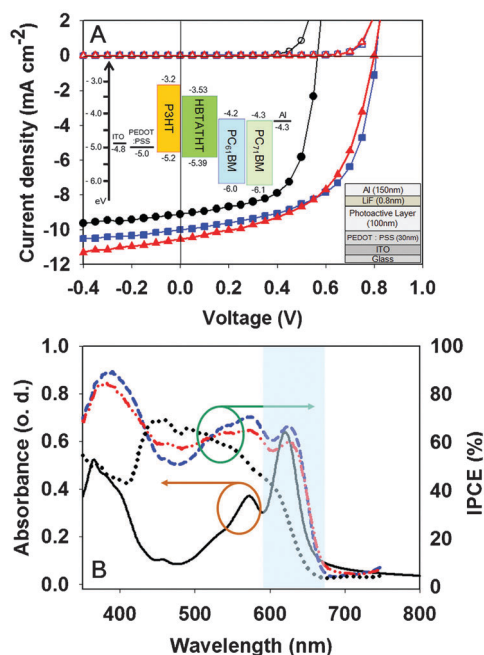 A
Current density (mA cm⁻²)
2
0
-2
-4
-6
-8
-10
-12
-0.4
-0.2
0.0
0.2
0.4
0.6
0.8
1.0
Voltage (V)
- 3.0
- 4.0
- 5.0
- 6.0
eV
ITO
-4.8
PEDOT
:PSS
-5.0
-3.2
P3HT
-5.2
-3.53
HBTATHT
-5.39
-4.2
PC61BM
-6.0
-4.3
PC71BM
-6.1
Al
-4.3
Al (150nm)
LiF (0.8nm)
Photoactive Layer
(100nm)
PEDOT : PSS (30nm)
ITO
Glass
B
Absorbance (o. d.)
1.0
0.8
0.6
0.4
0.2
0.0
IPCE (%)
100
80
60
40
20
0
400
500
600
700
800
Wavelength (nm)